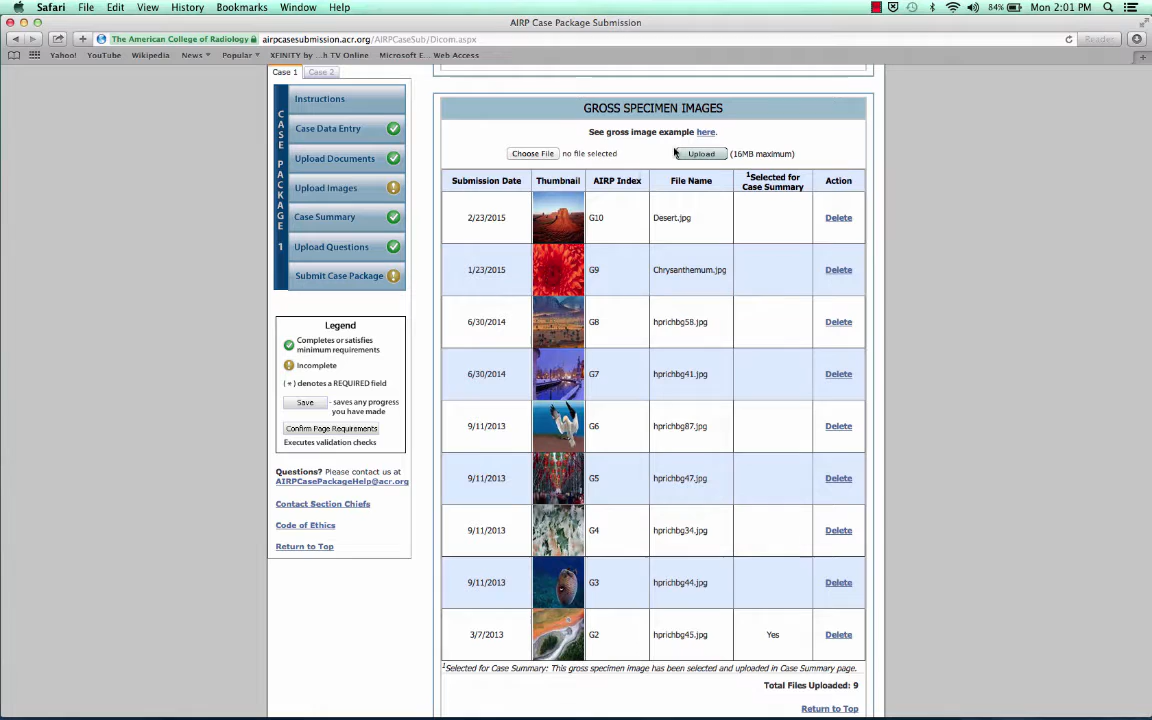 Safari File Edit View History Bookmarks Window Help 84% Mon 2:01 PM
AIRP Case Package Submission
The American College of Radiology airpcasesubmission.acr.org/AIRPCaseSub/Dicom.aspx Reader
Yahoo! YouTube Wikipedia News Popular XFINITY by ...h TV Online Microsoft E... Web Access
Case 1 Case 2
CASE PACKAGE 1
Instructions
Case Data Entry
Upload Documents
Upload Images
Case Summary
Upload Questions
Submit Case Package
Legend
Completes or satisfies
minimum requirements
Incomplete
( + ) denotes a REQUIRED field
Save - saves any progress
you have made
Confirm Page Requirements
Executes validation checks
Questions? Please contact us at
AIRPCasePackageHelp@acr.org
Contact Section Chiefs
Code of Ethics
Return to Top
GROSS SPECIMEN IMAGES
See gross image example here.
Choose File no file selected Upload (16MB maximum)
Submission Date Thumbnail AIRP Index File Name 1Selected for Case Summary Action
2/23/2015 G10 Desert.jpg Delete
1/23/2015 G9 Chrysanthemum.jpg Delete
6/30/2014 G8 hprichbg58.jpg Delete
6/30/2014 G7 hprichbg41.jpg Delete
9/11/2013 G6 hprichbg87.jpg Delete
9/11/2013 G5 hprichbg47.jpg Delete
9/11/2013 G4 hprichbg34.jpg Delete
9/11/2013 G3 hprichbg44.jpg Delete
3/7/2013 G2 hprichbg45.jpg Yes Delete
1Selected for Case Summary: This gross specimen image has been selected and uploaded in Case Summary page.
Total Files Uploaded: 9
Return to Top